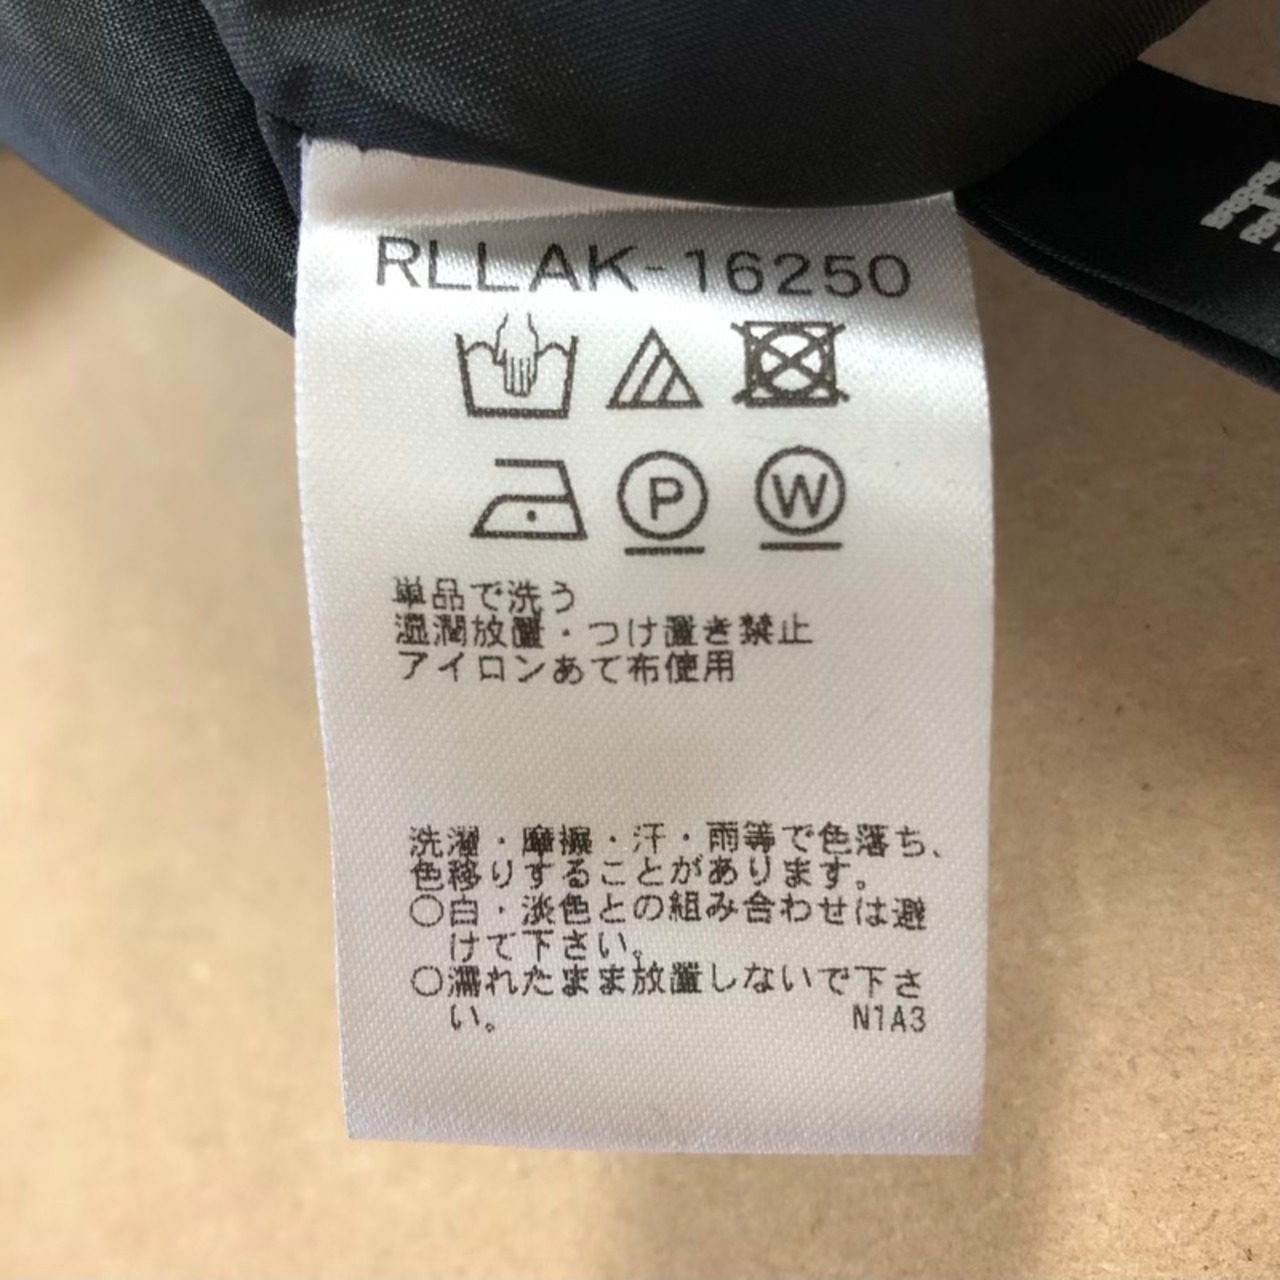 RLLAK-16250
P W
単品で洗う
湿潤放置・つけ置き禁止
アイロンあて布使用
洗濯・摩擦・汗・雨等で色落ち、
色移りすることがあります。
○白・淡色との組み合わせは避
けて下さい。
○濡れたまま放置しないで下さ
い。 N1A3